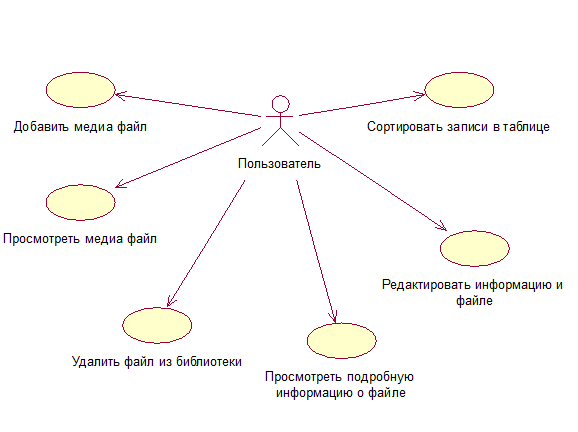 Добавить медиа файл
Сортировать записи в таблице
Пользователь
Просмотреть медиа файл
Редактировать информацию и
файле
Удалить файл из библиотеки
Просмотреть подробную
информацию о файле